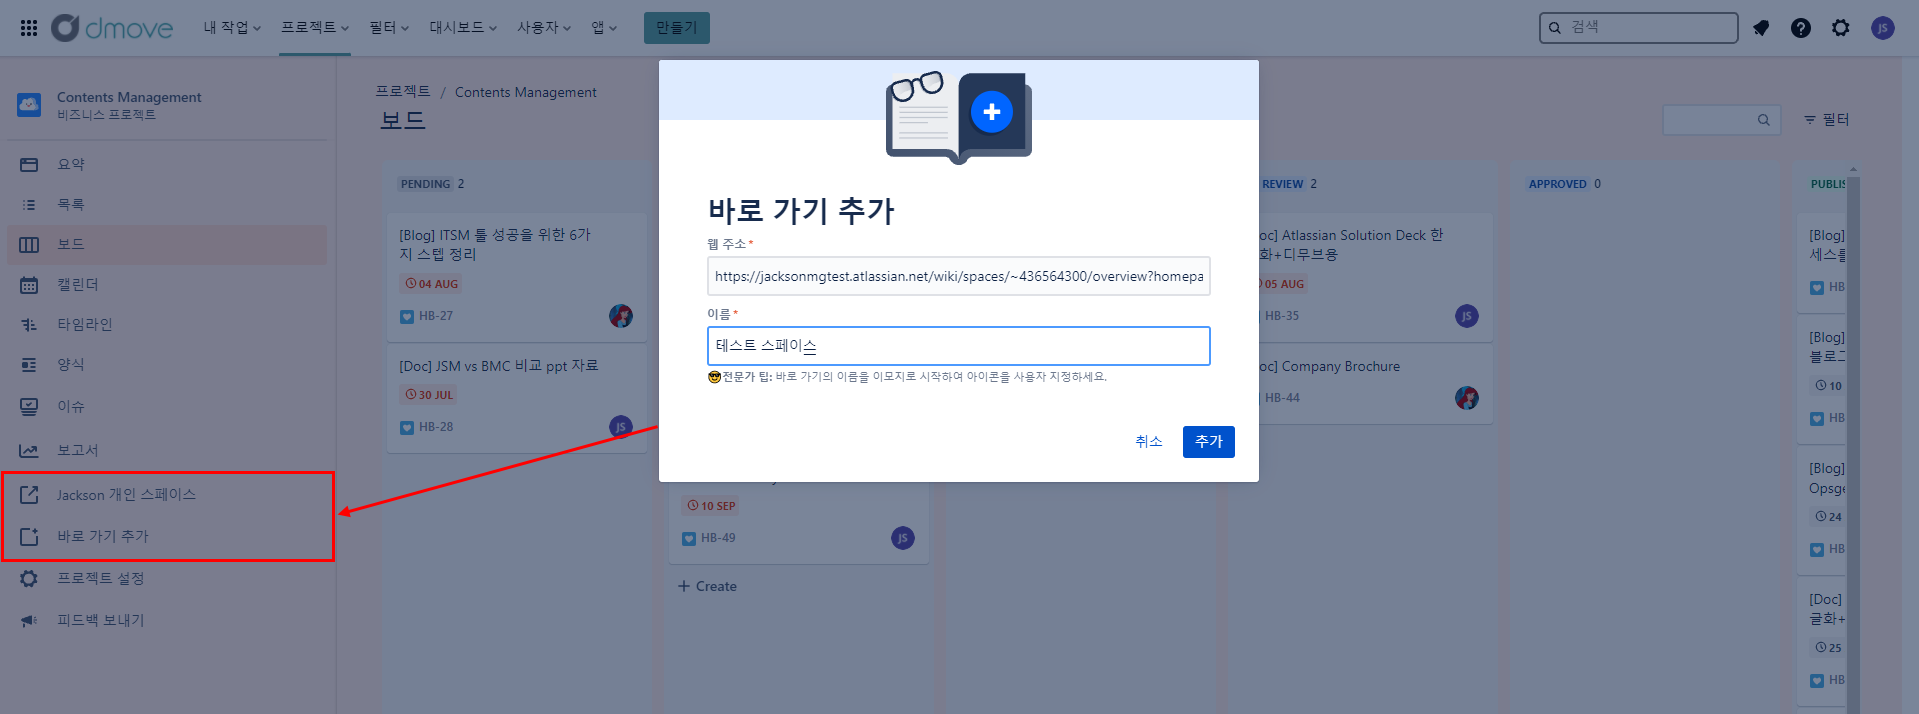 dmove
내 작업
프로젝트
필터
대시보드
사용자
앱
만들기
검색
JS
Contents Management
비즈니스 프로젝트
요약
목록
보드
캘린더
타임라인
양식
이슈
보고서
Jackson 개인 스페이스
바로 가기 추가
프로젝트 설정
피드백 보내기
프로젝트 / Contents Management
보드
필터
PENDING 2
[Blog] ITSM 툴 성공을 위한 6가
지 스텝 정리
04 AUG
HB-27
[Doc] JSM vs BMC 비교 ppt 자료
30 JUL
HB-28
JS
10 SEP
HB-49
JS
+ Create
바로 가기 추가
웹 주소*
https://jacksonmgtest.atlassian.net/wiki/spaces/~436564300/overview?homepa
이름*
테스트 스페이스
전문가 팁: 바로 가기의 이름을 이모지로 시작하여 아이콘을 사용자 지정하세요.
취소
추가
REVIEW 2
oc] Atlassian Solution Deck 한
화+디무브용
05 AUG
HB-35
JS
oc] Company Brochure
HB-44
APPROVED 0
PUBLIS
[Blog]
세스를
HB
[Blog]
블로그
10
HB
[Blog]
Opsge
24
HB
[Doc]
글화+
25
HB